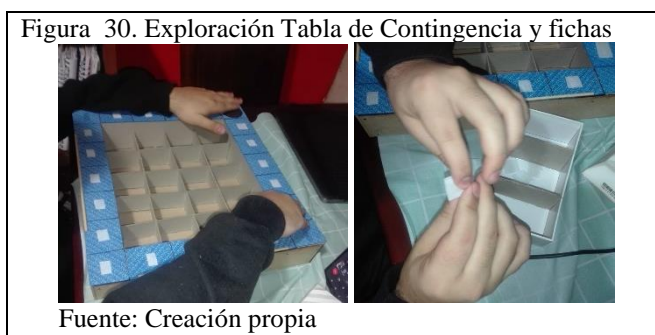 Figura 30. Exploración Tabla de Contingencia y fichas
Fuente: Creación propia